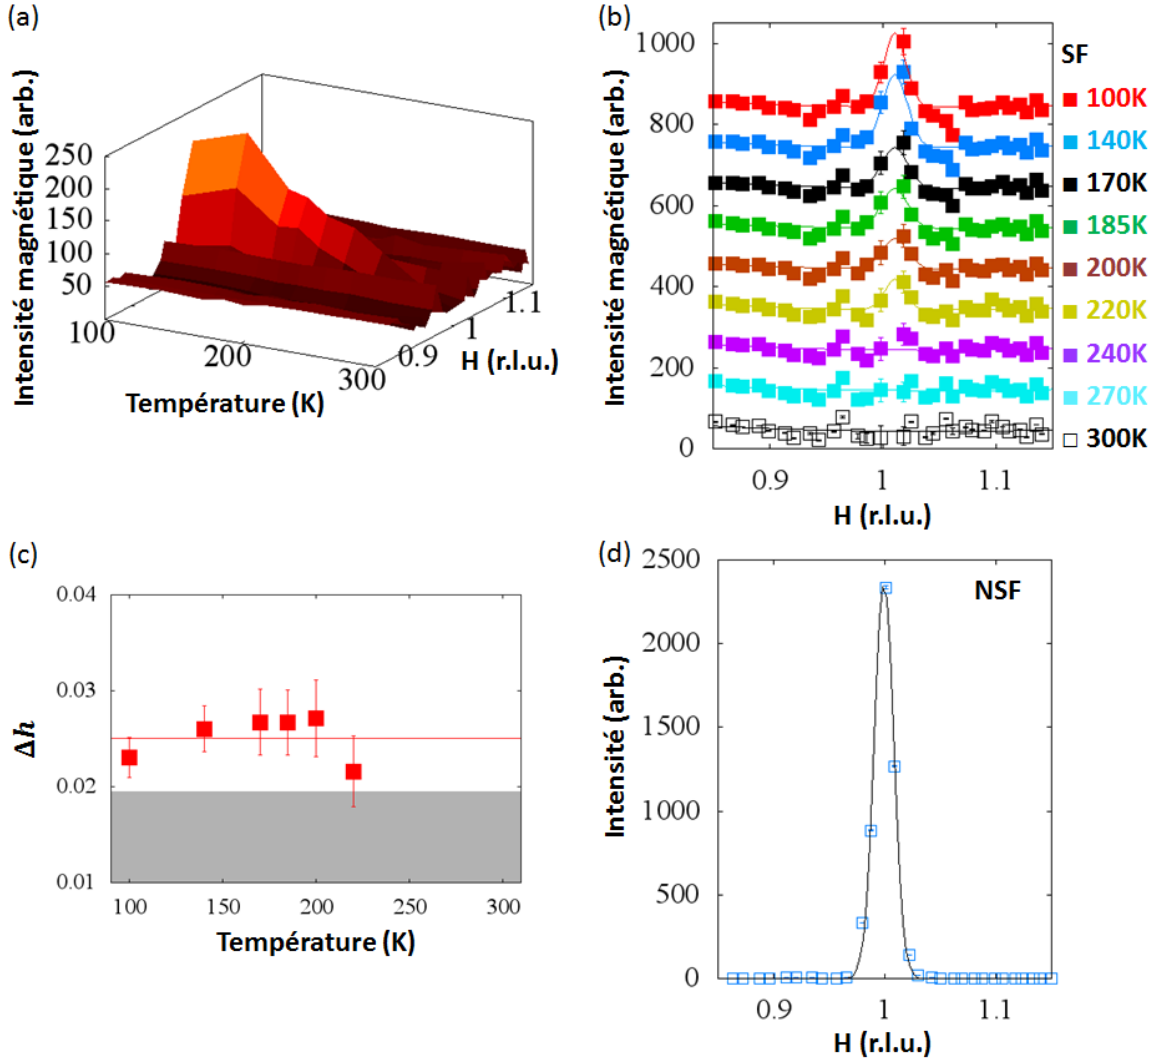 (a)
Intensité magnétique (arb.)
250
200
150
100
50
100
200
300
Température (K)
0.9
1
1.1
H (r.l.u.)
(b)
Intensité magnétique (arb.)
1000
800
600
400
200
0
0.9
1
1.1
H (r.l.u.)
SF
100K
140K
170K
185K
200K
220K
240K
270K
300K
(c)
Δh
0.04
0.03
0.02
0.01
100
150
200
250
300
Température (K)
(d)
Intensité (arb.)
2500
2000
1500
1000
500
0
NSF
0.9
1
1.1
H (r.l.u.)